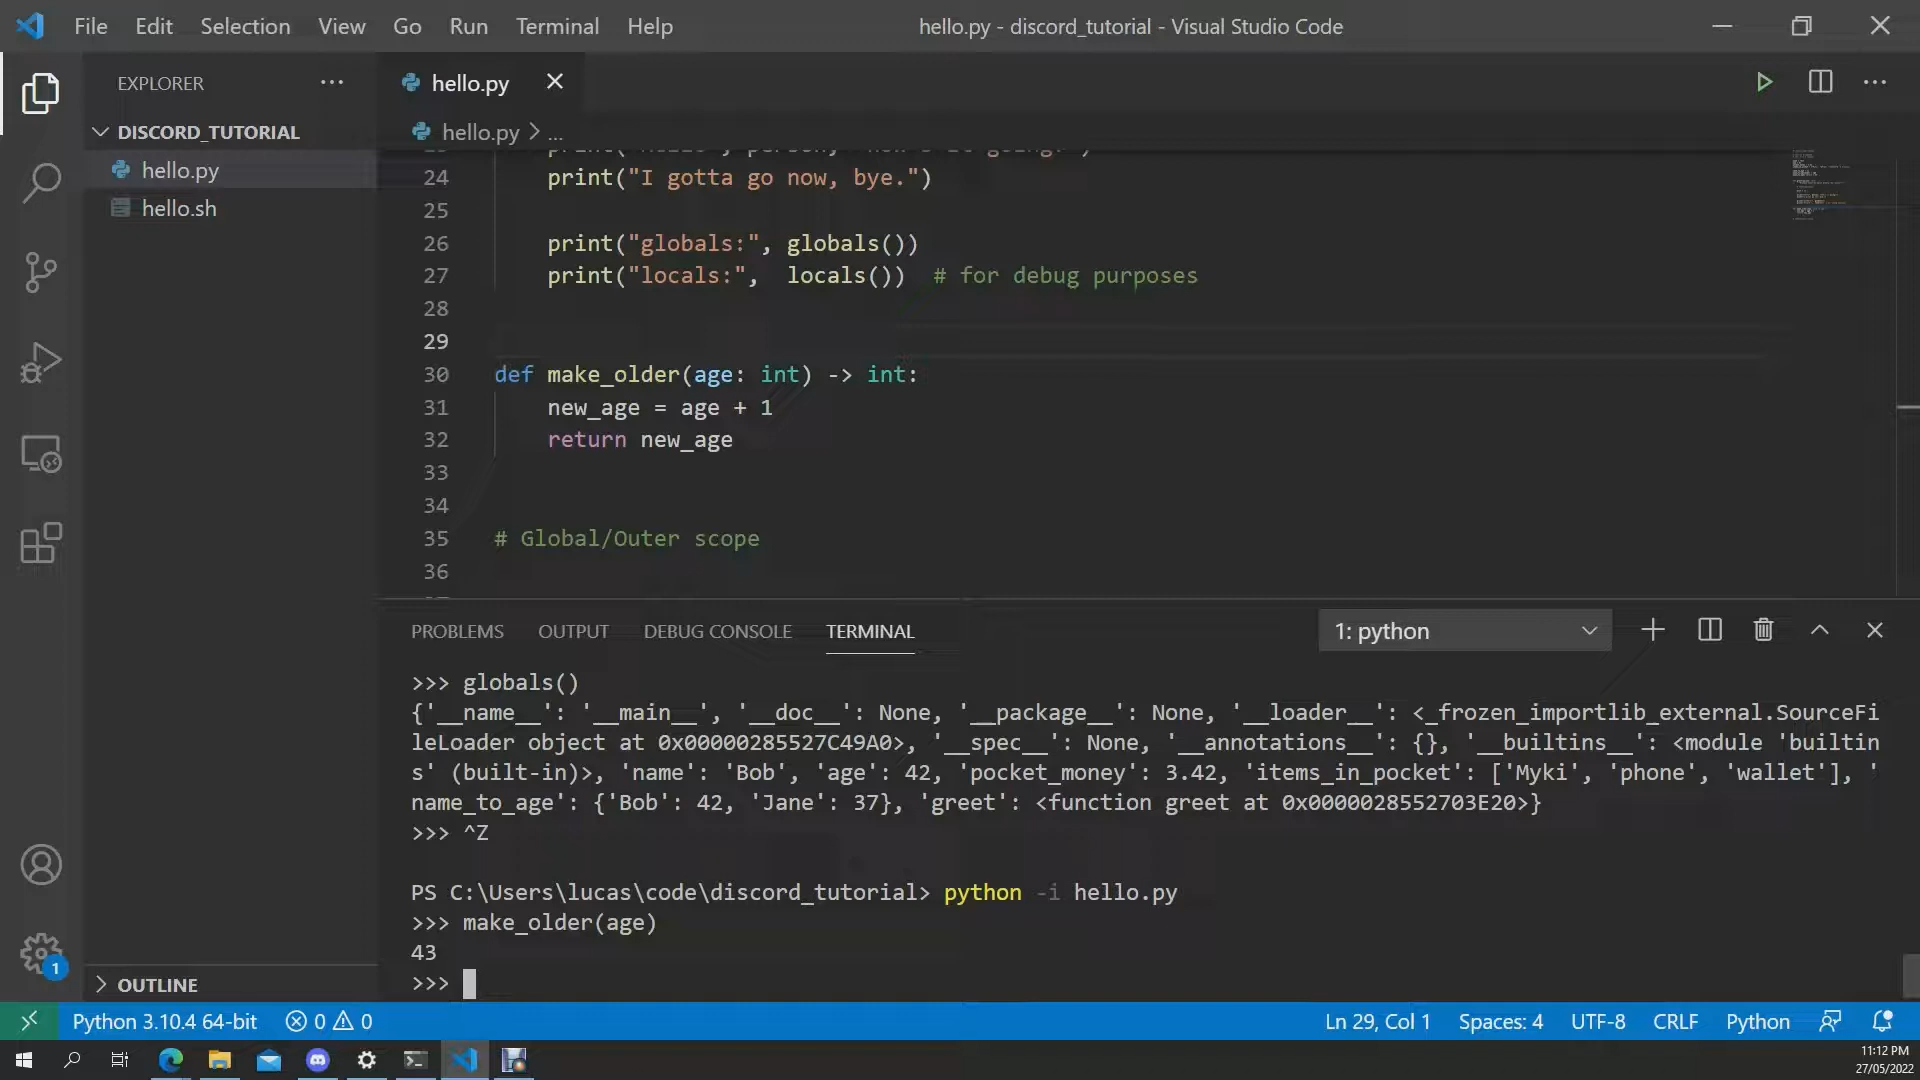 File Edit Selection View Go Run Terminal Help
hello.py - discord_tutorial - Visual Studio Code
EXPLORER
DISCORD_TUTORIAL
hello.py
hello.sh
OUTLINE
hello.py
hello.py > ...
24 print("I gotta go now, bye.")
25
26 print("globals:", globals())
27 print("locals:",  locals())  # for debug purposes
28
29
30 def make_older(age: int) -> int:
31 new_age = age + 1
32 return new_age
33
34
35 # Global/Outer scope
36
PROBLEMS OUTPUT DEBUG CONSOLE TERMINAL
1: python
>>> globals()
{'__name__': '__main__', '__doc__': None, '__package__': None, '__loader__': <_frozen_importlib_external.SourceFi
leLoader object at 0x00000285527C49A0>, '__spec__': None, '__annotations__': {}, '__builtins__': <module 'builtin
s' (built-in)>, 'name': 'Bob', 'age': 42, 'pocket_money': 3.42, 'items_in_pocket': ['Myki', 'phone', 'wallet'], '
name_to_age': {'Bob': 42, 'Jane': 37}, 'greet': <function greet at 0x0000028552703E20>}
>>> ^Z
PS C:\Users\lucas\code\discord_tutorial> python -i hello.py
>>> make_older(age)
43
>>>
1
Python 3.10.4 64-bit 0 0
Ln 29, Col 1 Spaces: 4 UTF-8 CRLF Python
11:12 PM
27/05/2022